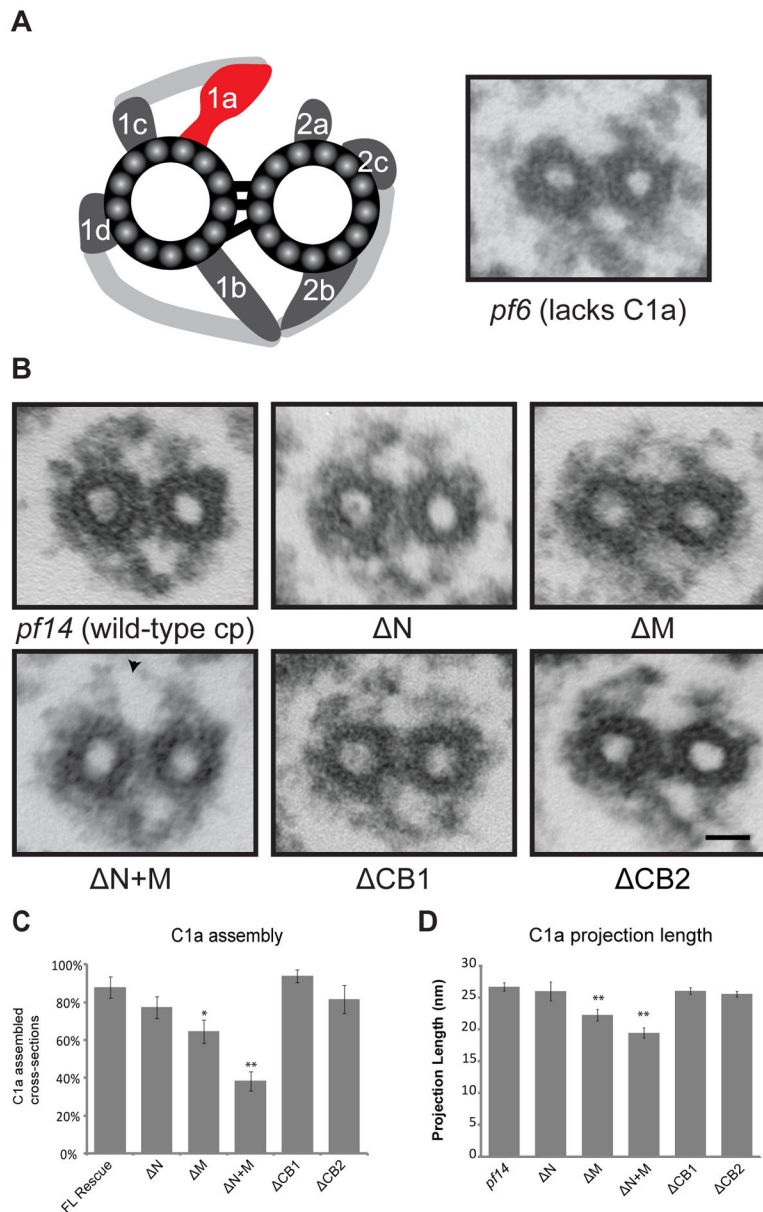 A
1a
1c
2a
2c
1d
1b
2b
pf6 (lacks C1a)
B
pf14 (wild-type cp)
ΔN
ΔM
ΔN+M
ΔCB1
ΔCB2
C
C1a assembly
C1a assembled
cross-sections
100%
80%
60%
40%
20%
0%
*
**
FL Rescue
ΔN
ΔM
ΔN+M
ΔCB1
ΔCB2
D
C1a projection length
Projection Length (nm)
30
25
20
15
10
5
0
**
**
pf14
ΔN
ΔM
ΔN+M
ΔCB1
ΔCB2